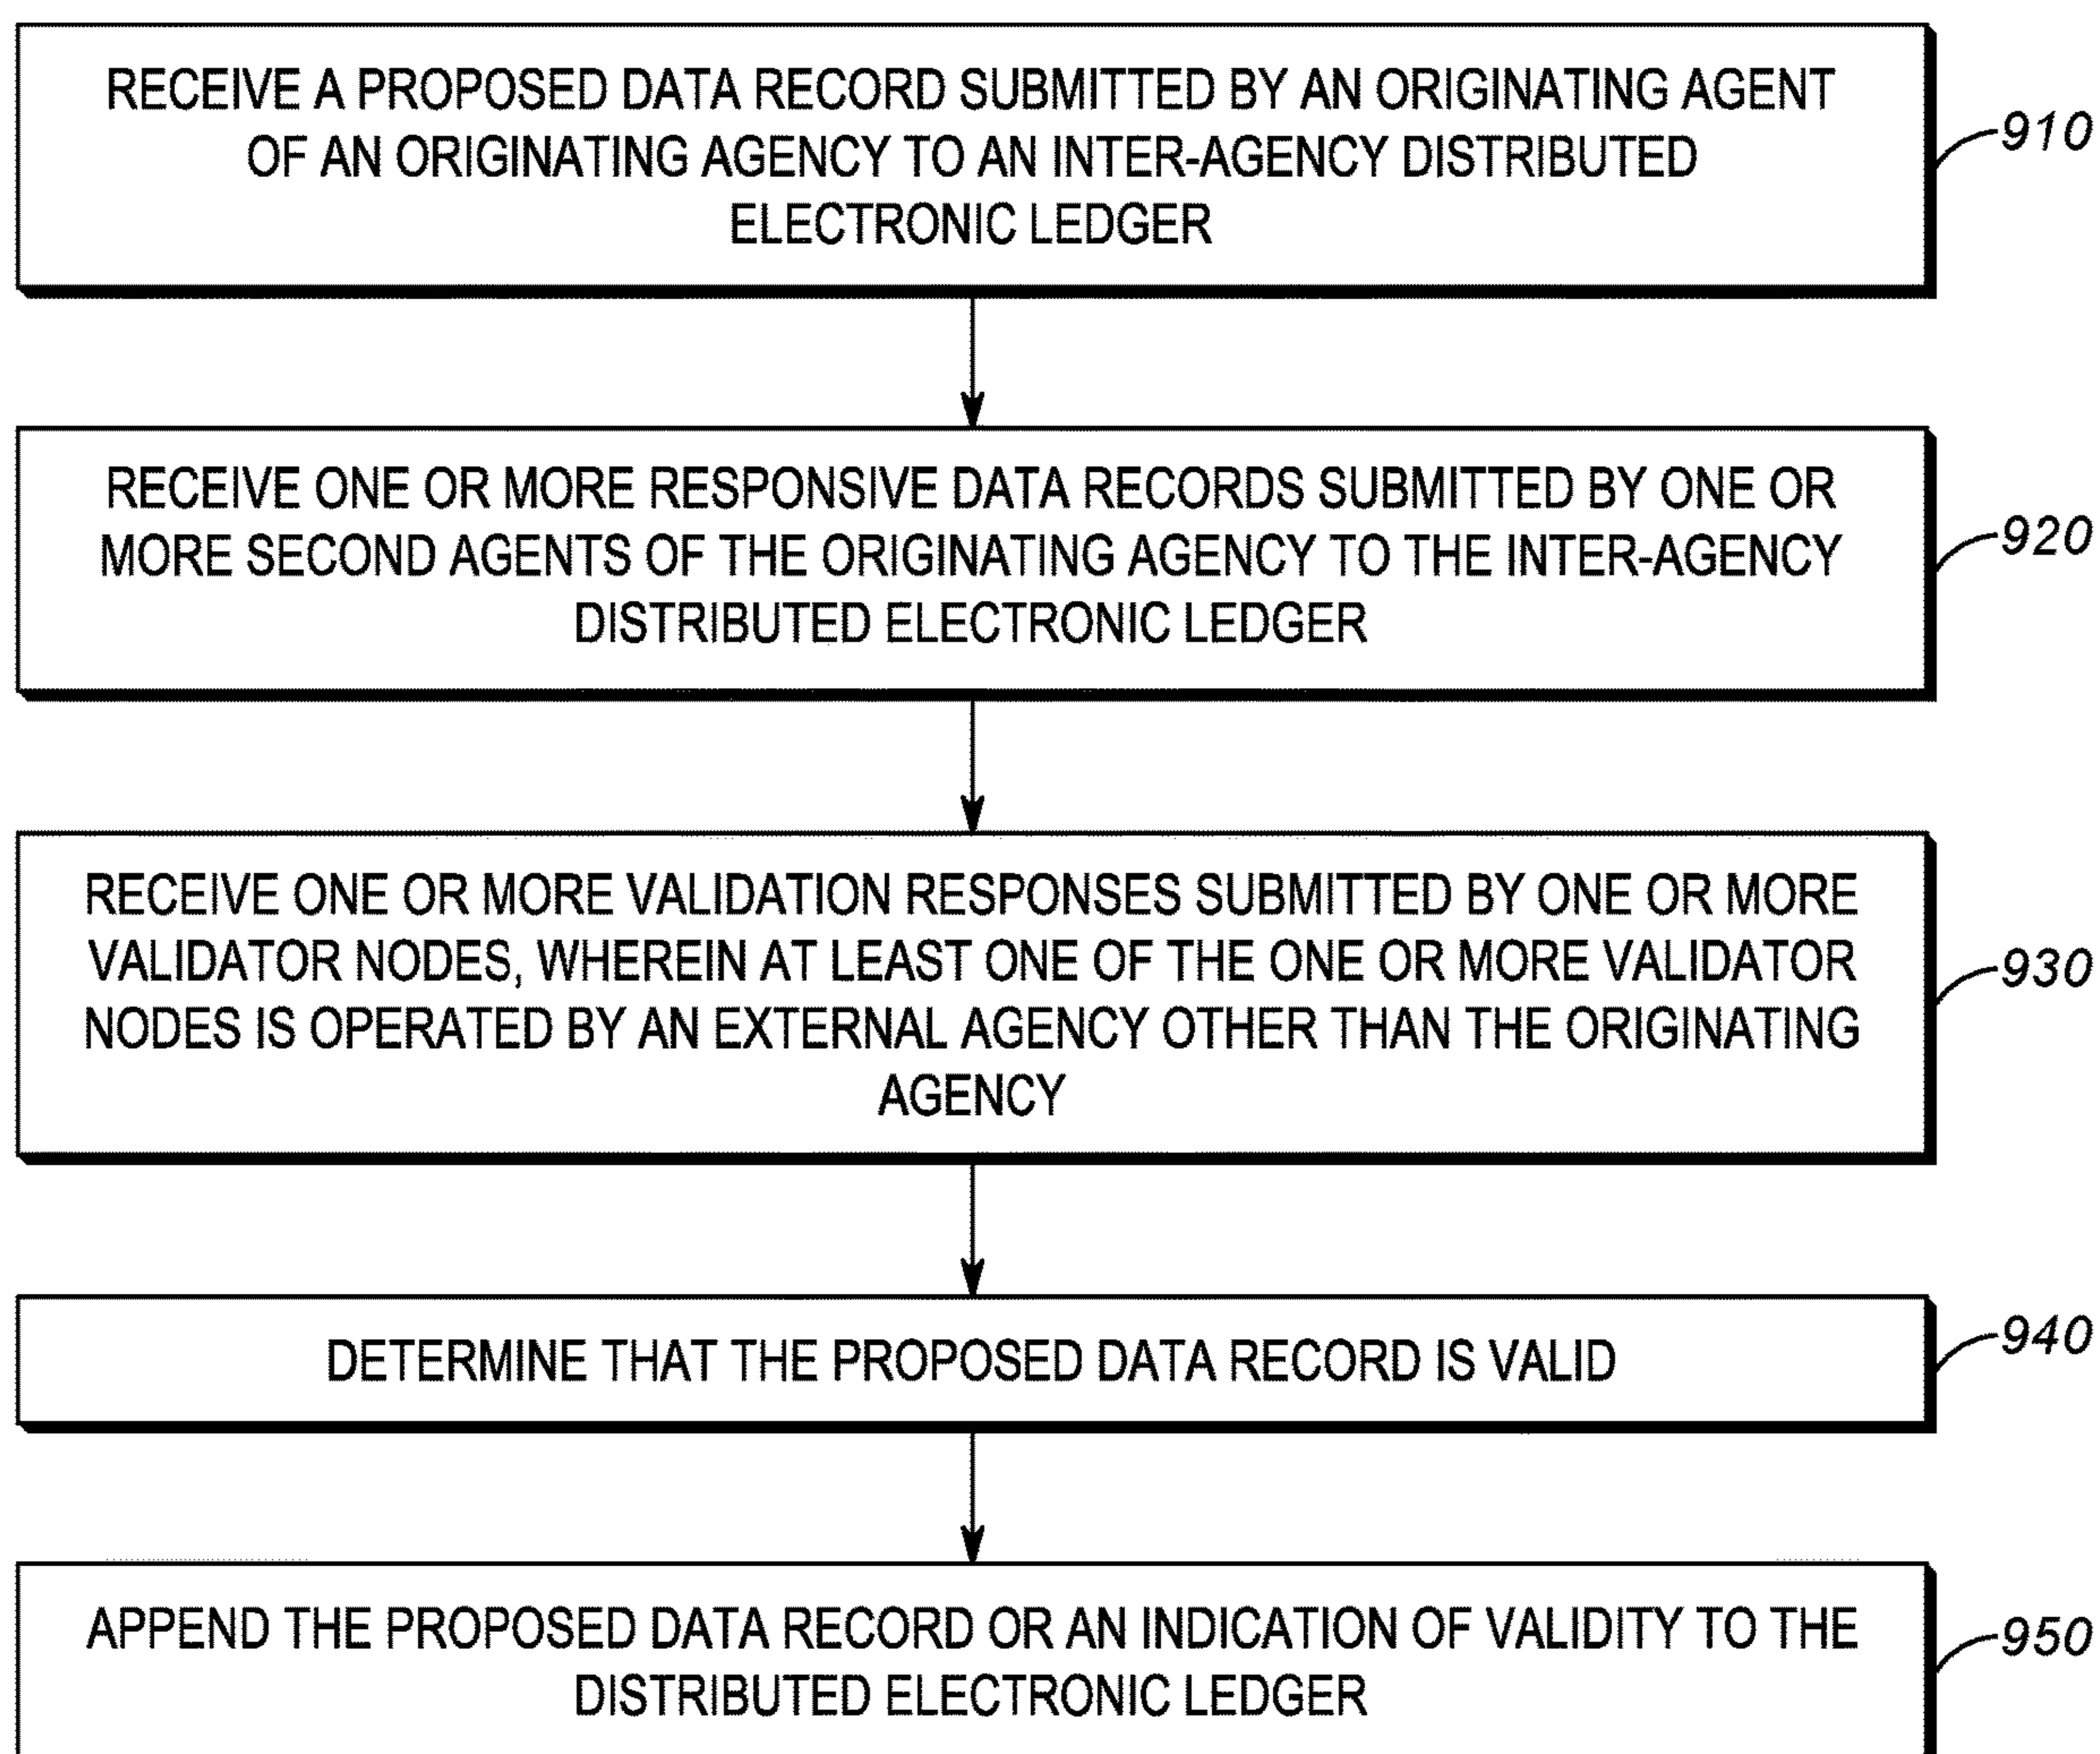 RECEIVE A PROPOSED DATA RECORD SUBMITTED BY AN ORIGINATING AGENT
OF AN ORIGINATING AGENCY TO AN INTER-AGENCY DISTRIBUTED
ELECTRONIC LEDGER
910
RECEIVE ONE OR MORE RESPONSIVE DATA RECORDS SUBMITTED BY ONE OR
MORE SECOND AGENTS OF THE ORIGINATING AGENCY TO THE INTER-AGENCY
DISTRIBUTED ELECTRONIC LEDGER
920
RECEIVE ONE OR MORE VALIDATION RESPONSES SUBMITTED BY ONE OR MORE
VALIDATOR NODES, WHEREIN AT LEAST ONE OF THE ONE OR MORE VALIDATOR
NODES IS OPERATED BY AN EXTERNAL AGENCY OTHER THAN THE ORIGINATING
AGENCY
930
DETERMINE THAT THE PROPOSED DATA RECORD IS VALID
940
APPEND THE PROPOSED DATA RECORD OR AN INDICATION OF VALIDITY TO THE
DISTRIBUTED ELECTRONIC LEDGER
950